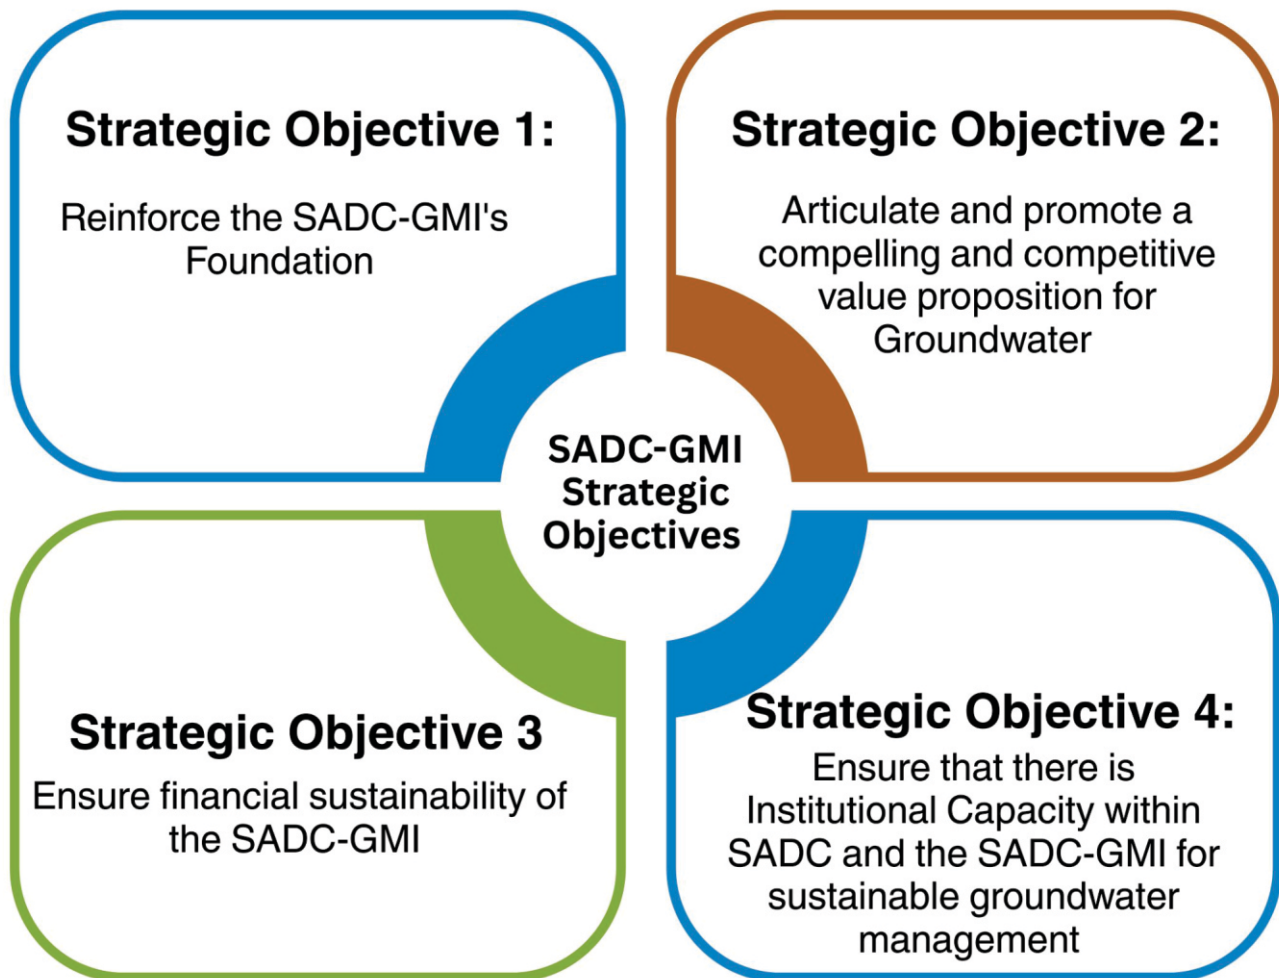 Strategic Objective 1:
Reinforce the SADC-GMI's
Foundation
Strategic Objective 2:
Articulate and promote a
compelling and competitive
value proposition for
Groundwater
SADC-GMI
Strategic
Objectives
Strategic Objective 3
Ensure financial sustainability of
the SADC-GMI
Strategic Objective 4:
Ensure that there is
Institutional Capacity within
SADC and the SADC-GMI for
sustainable groundwater
management